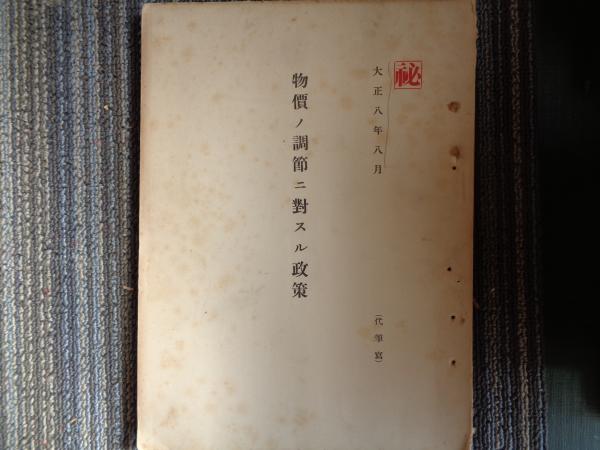 秘
大正八年八月
(代筆寫)
物價ノ調節ニ對スル政策